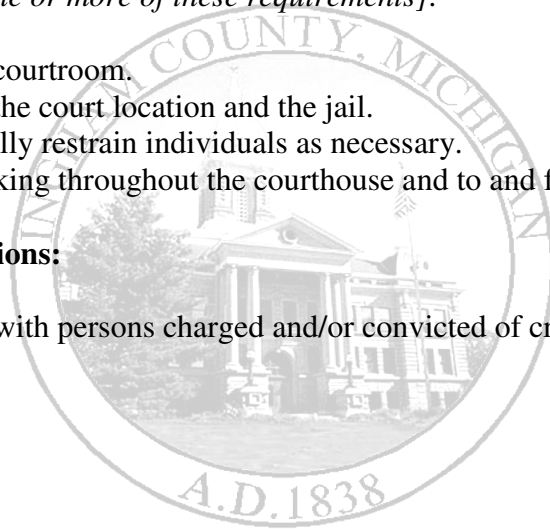 e or more of these requirements].
courtroom.
he court location and the jail.
lly restrain individuals as necessary.
king throughout the courthouse and to and f
ions:
with persons charged and/or convicted of cr
INGHAM COUNTY, MICHIGAN
A.D. 1838